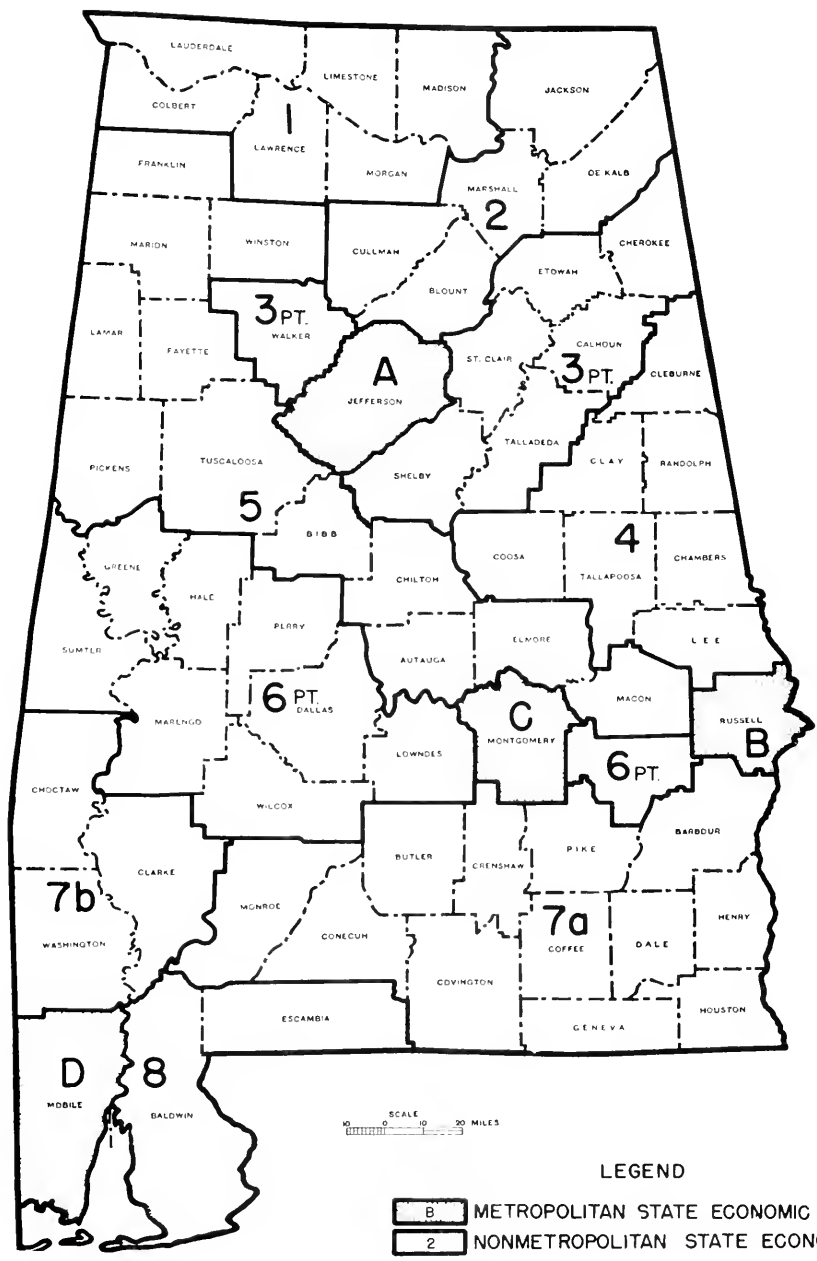 LAUDERDALE
LIMESTONE
MADISON
JACKSON
COLBERT
1
LAWRENCE
FRANKLIN
MORGAN
DE KALB
MARSHALL
2
MARION
WINSTON
CULLMAN
CHEROKEE
ETOWAH
BLOUNT
3 PT.
WALKER
LAMAR
FAYETTE
ST. CLAIR
CALHOUN
3 PT.
CLEBURNE
A
JEFFERSON
TALLADEGA
PICKENS
TUSCALOOSA
SHELBY
CLAY
RANDOLPH
5
BIBB
COOSA
4
TALLAPOOSA
CHAMBERS
GREENE
HALE
CHILTON
PERRY
ELMORE
LEE
SUMTER
AUTAUGA
6 PT.
DALLAS
MACON
MARENGO
C
MONTGOMERY
RUSSELL
B
LOWNDES
6 PT.
CHOCTAW
WILCOX
BARBOUR
BUTLER
CRENSHAW
PIKE
CLARKE
7b
WASHINGTON
MONROE
CONECUH
7a
COFFEE
DALE
HENRY
COVINGTON
ESCAMBIA
GENEVA
HOUSTON
D
MOBILE
8
BALDWIN
SCALE
10 0 10 20 MILES
LEGEND
B METROPOLITAN STATE ECONOMIC
2 NONMETROPOLITAN STATE ECON